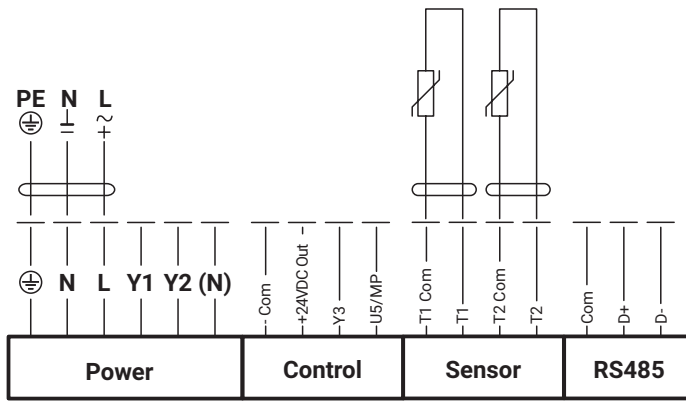 PE N L
N L Y1 Y2 (N)
- Com
+24VDC Out -
Y3
U5/MP
T1 Com
T1
T2 Com
T2
Com
D+
D-
Power
Control
Sensor
RS485